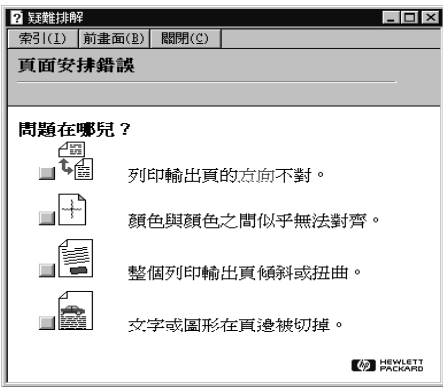 疑難排解
索引(I) 前畫面(B) 關閉(C)
頁面安排錯誤
問題在哪兒？
列印輸出頁的方向不對。
顏色與顏色之間似乎無法對齊。
整個列印輸出頁傾斜或扭曲。
文字或圖形在頁邊被切掉。
hp HEWLETT
PACKARD